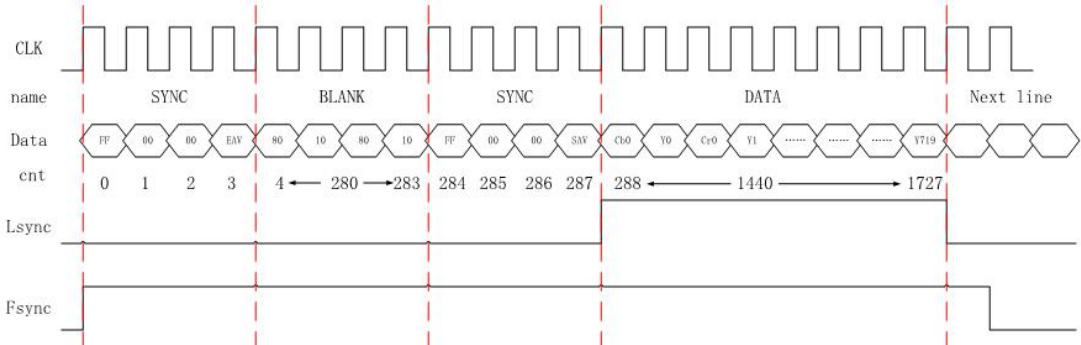 CLK
name SYNC BLANK SYNC DATA Next line
Data FF 00 00 EAV 80 10 80 10 FF 00 00 SAV Cb0 Y0 Cr0 Y1 ...... ...... ...... Y719
cnt 0 1 2 3 4 280 283 284 285 286 287 288 1440 1727
Lsync
Fsync